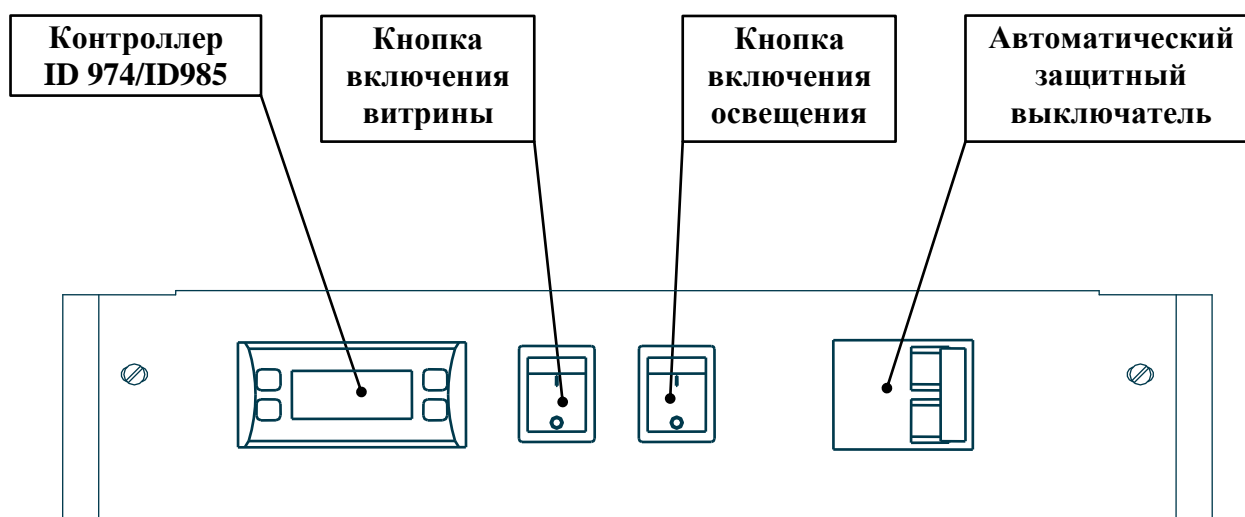 Контроллер
ID 974/ID985
Кнопка
включения
витрины
Кнопка
включения
освещения
Автоматический
защитный
выключатель